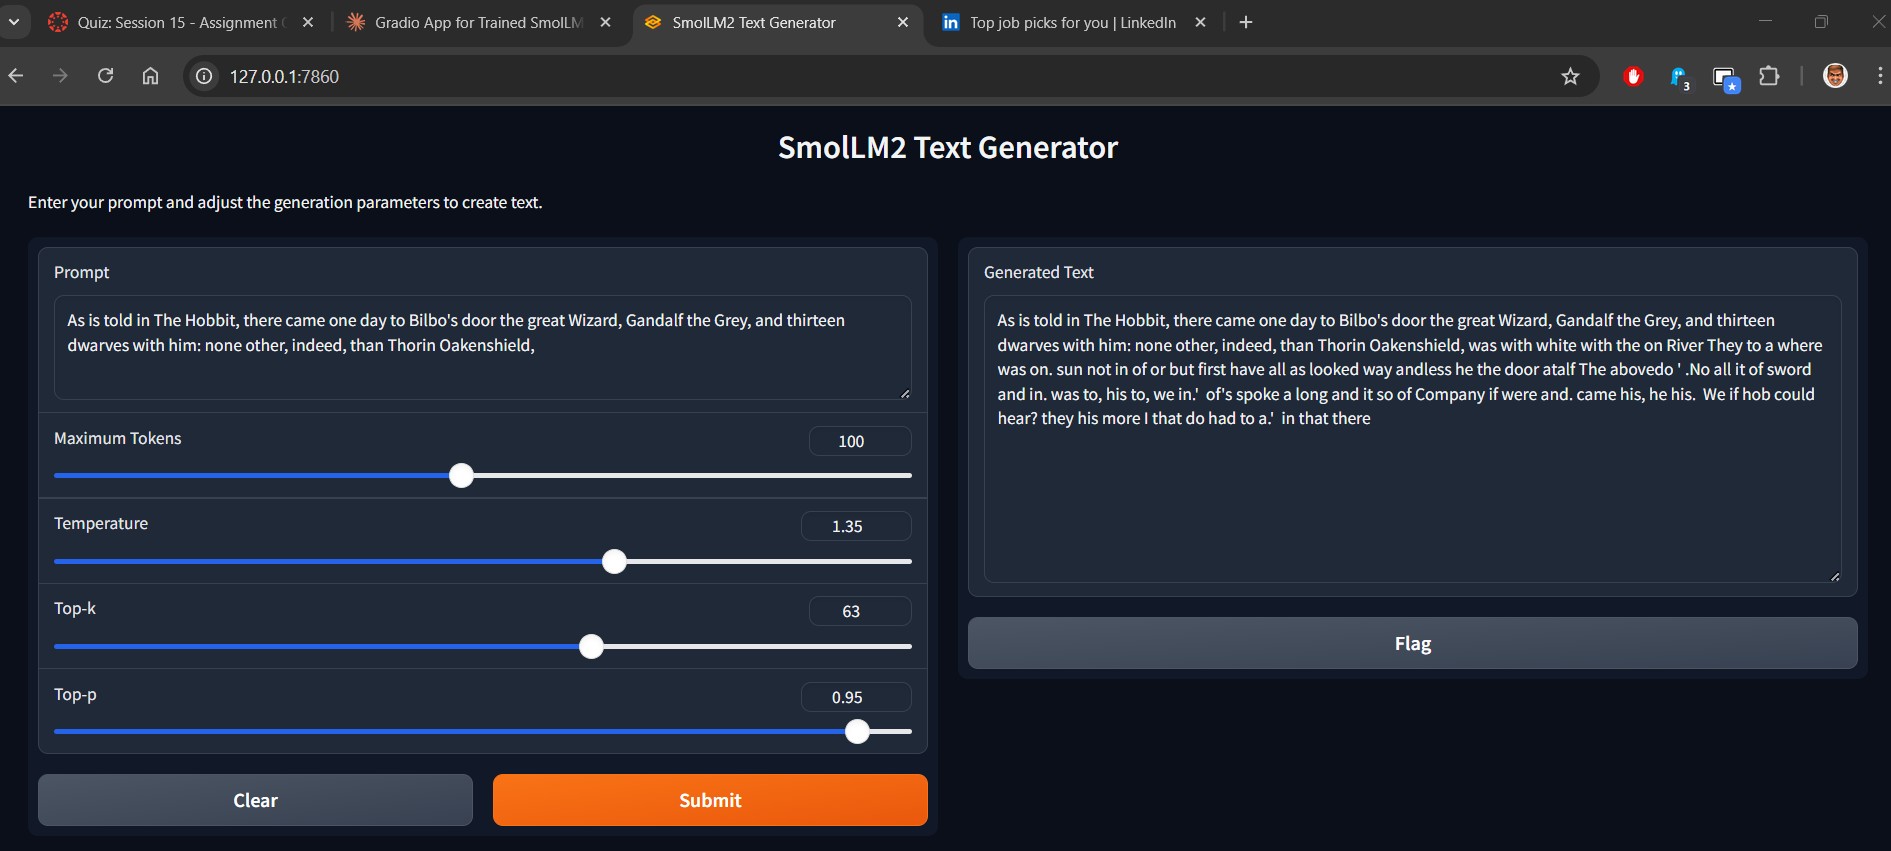 Quiz: Session 15 - Assignment
Gradio App for Trained SmolLM
SmolLM2 Text Generator
Top job picks for you | LinkedIn
127.0.0.1:7860
3
SmolLM2 Text Generator
Enter your prompt and adjust the generation parameters to create text.
Prompt
As is told in The Hobbit, there came one day to Bilbo's door the great Wizard, Gandalf the Grey, and thirteen
dwarves with him: none other, indeed, than Thorin Oakenshield,
Maximum Tokens
100
Temperature
1.35
Top-k
63
Top-p
0.95
Clear
Submit
Generated Text
As is told in The Hobbit, there came one day to Bilbo's door the great Wizard, Gandalf the Grey, and thirteen
dwarves with him: none other, indeed, than Thorin Oakenshield, was with white with the on River They to a where
was on. sun not in of or but first have all as looked way andless he the door atalf The abovedo ' .No all it of sword
and in. was to, his to, we in.'  of's spoke a long and it so of Company if were and. came his, he his.  We if hob could
hear? they his more I that do had to a.'  in that there
Flag